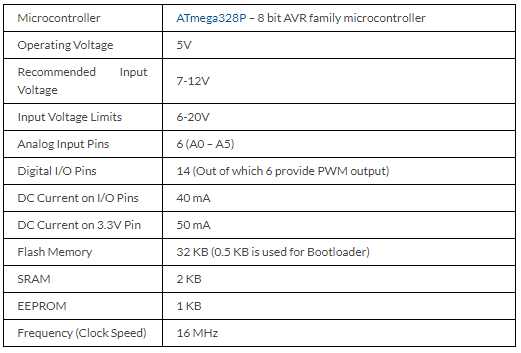 Microcontroller ATmega328P – 8 bit AVR family microcontroller
Operating Voltage 5V
Recommended Input
Voltage 7-12V
Input Voltage Limits 6-20V
Analog Input Pins 6 (A0 – A5)
Digital I/O Pins 14 (Out of which 6 provide PWM output)
DC Current on I/O Pins 40 mA
DC Current on 3.3V Pin 50 mA
Flash Memory 32 KB (0.5 KB is used for Bootloader)
SRAM 2 KB
EEPROM 1 KB
Frequency (Clock Speed) 16 MHz